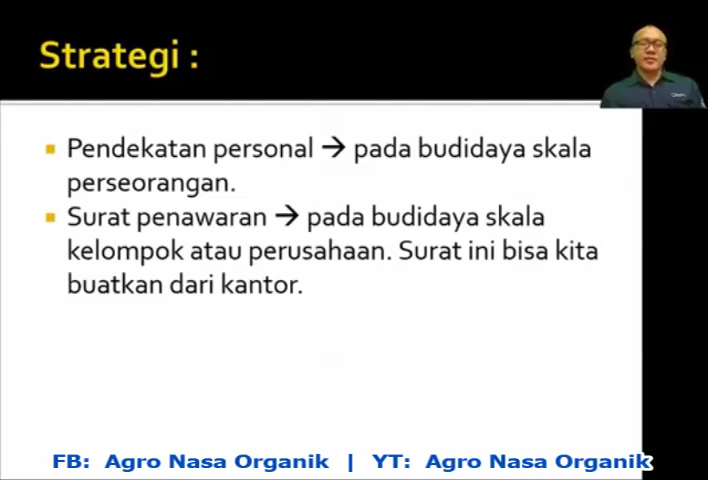 Strategi :
Pendekatan personal → pada budidaya skala
perseorangan.
Surat penawaran → pada budidaya skala
kelompok atau perusahaan. Surat ini bisa kita
buatkan dari kantor.
FB: Agro Nasa Organik | YT: Agro Nasa Organik